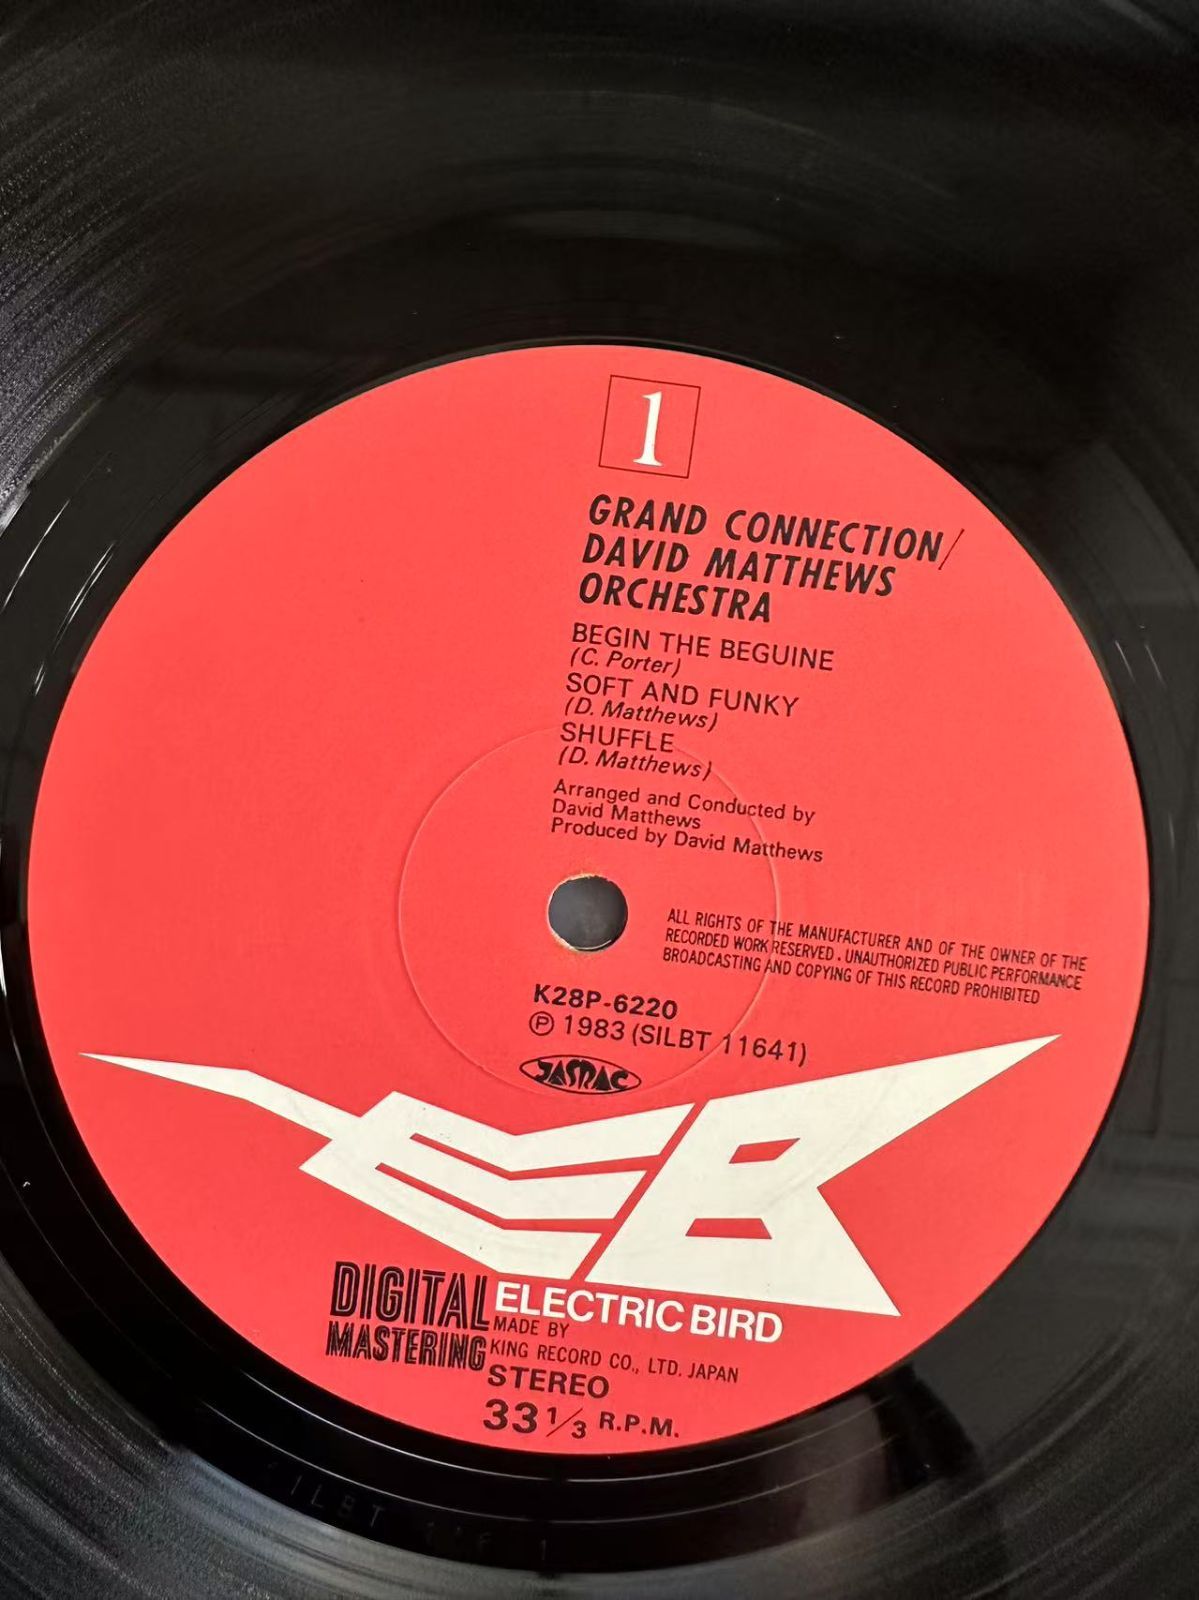 1
GRAND CONNECTION/
DAVID MATTHEWS
ORCHESTRA
BEGIN THE BEGUINE
(C. Porter)
SOFT AND FUNKY
(D. Matthews)
SHUFFLE
(D. Matthews)
Arranged and Conducted by
David Matthews
Produced by David Matthews
ALL RIGHTS OF THE MANUFACTURER AND OF THE OWNER OF THE
RECORDED WORK RESERVED. UNAUTHORIZED PUBLIC PERFORMANCE
BROADCASTING AND COPYING OF THIS RECORD PROHIBITED
K28P-6220
Ⓟ 1983 (SILBT 11641)
JASRAC
EB
DIGITAL
MASTERING
ELECTRIC BIRD
MADE BY
KING RECORD CO., LTD. JAPAN
STEREO
33 1/3 R.P.M.